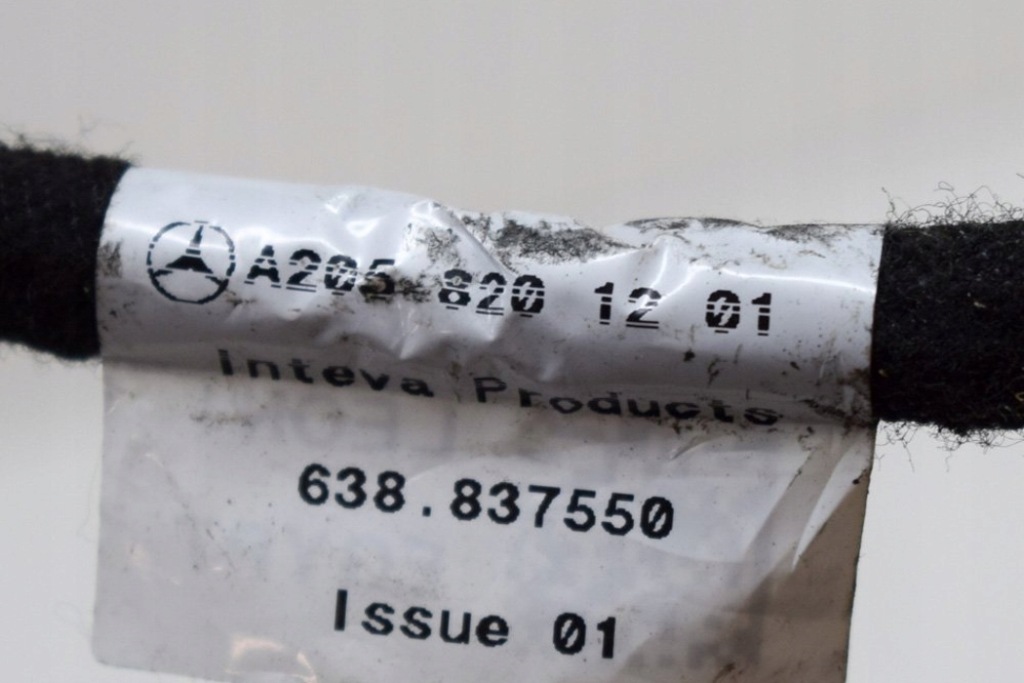 A205 820 12 01
Inteva Products
638.837550
Issue 01